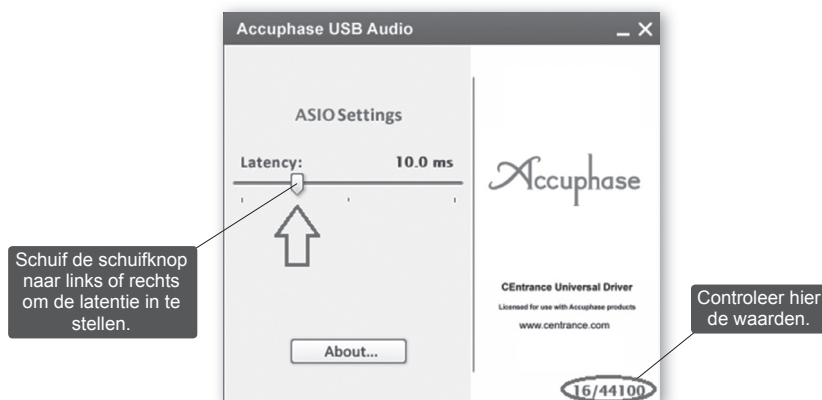 Accuphase USB Audio
ASIO Settings
Latency: 10.0 ms
Accuphase
Schuif de schuifknop
naar links of rechts
om de latentie in te
stellen.
CEntrance Universal Driver
Licensed for use with Accuphase products
www.centrance.com
Controleer hier
de waarden.
About...
16/44100